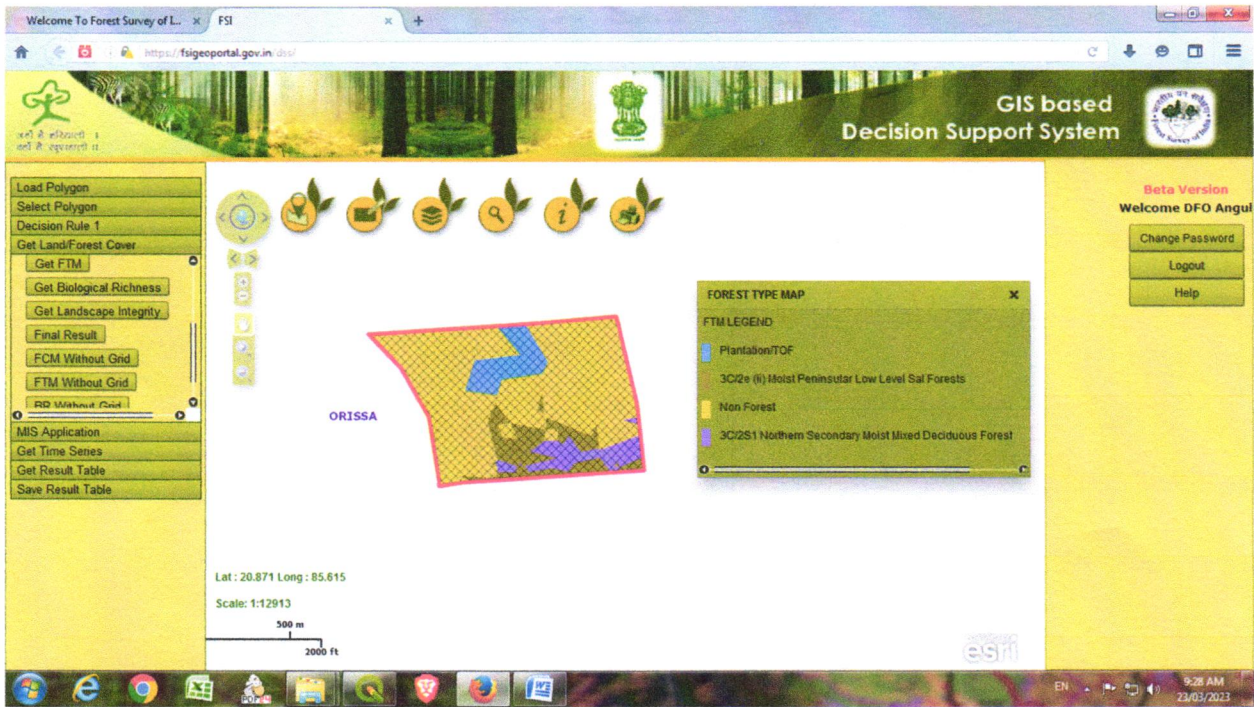 Welcome To Forest Survey of I... ×
FSI ×
https://fsigeoportal.gov.in/dss/
GIS based
Decision Support System
Load Polygon
Select Polygon
Decision Rule 1
Get Land/Forest Cover
Get FTM
Get Biological Richness
Get Landscape Integrity
Final Result
FCM Without Grid
FTM Without Grid
BR Without Grid
MIS Application
Get Time Series
Get Result Table
Save Result Table
Beta Version
Welcome DFO Angul
Change Password
Logout
Help
ORISSA
FOREST TYPE MAP
FTM LEGEND
Plantation/TOF
3C/2e (ii) Moist Peninsular Low Level Sal Forests
Non Forest
3C/2S1 Northern Secondary Moist Mixed Deciduous Forest
Lat : 20.871 Long : 85.615
Scale: 1:12913
500 m
2000 ft
esri
PDF24
EN
9:28 AM
23/03/2023